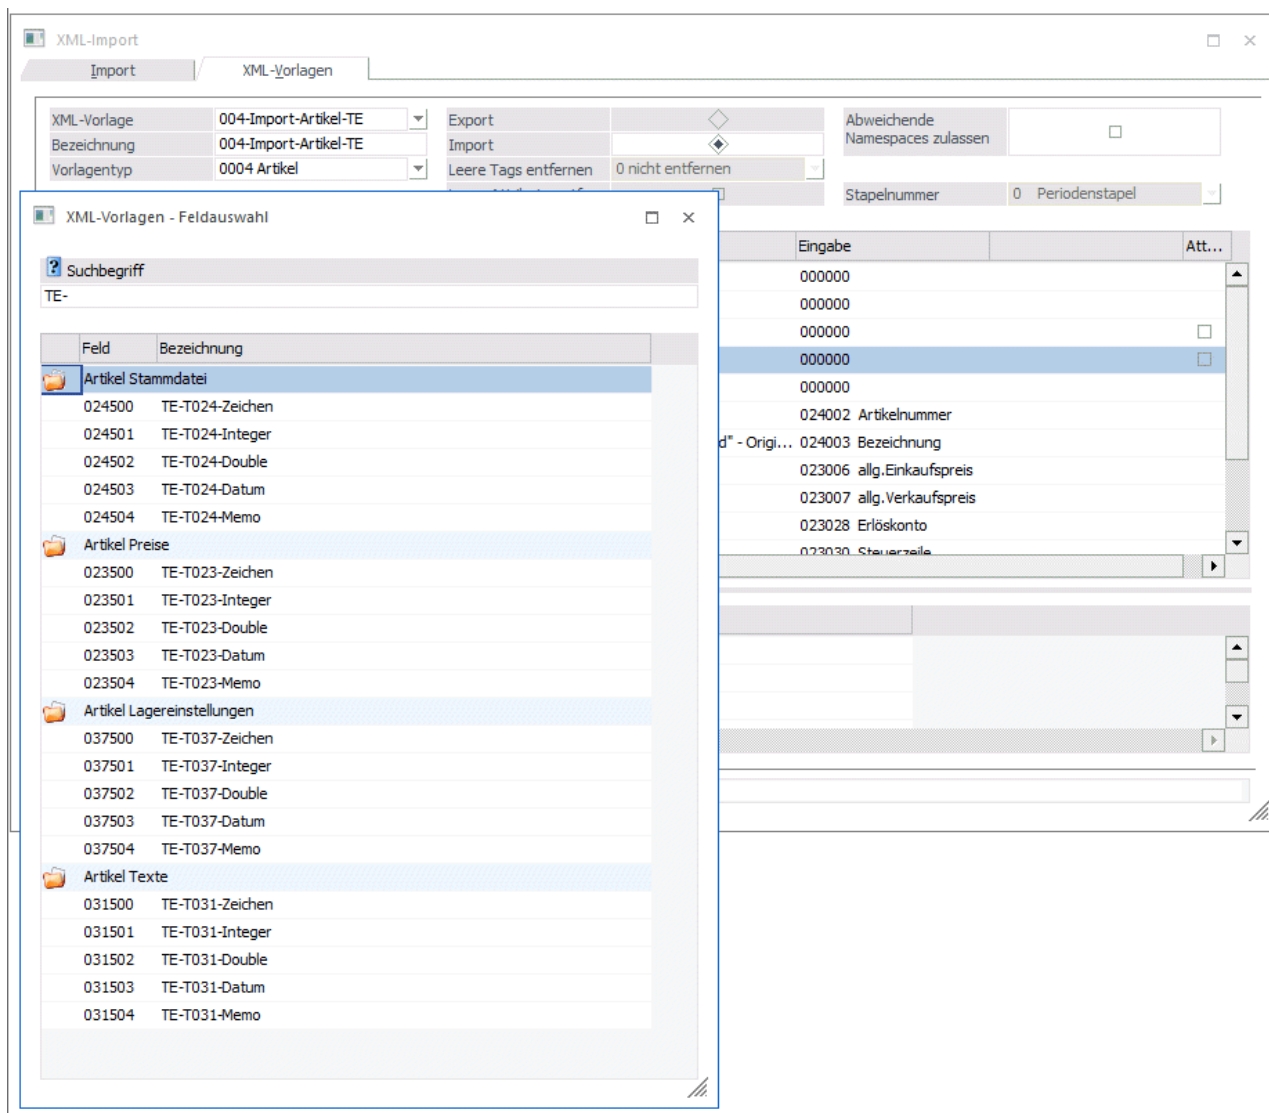 XML-Import
Import XML-Vorlagen
XML-Vorlage 004-Import-Artikel-TE Export Abweichende
Namespaces zulassen
Bezeichnung 004-Import-Artikel-TE Import
Vorlagentyp 0004 Artikel Leere Tags entfernen 0 nicht entfernen
Stapelnummer 0 Periodenstapel
XML-Vorlagen - Feldauswahl
Suchbegriff
TE-
Feld Bezeichnung
Artikel Stammdatei
024500 TE-T024-Zeichen
024501 TE-T024-Integer
024502 TE-T024-Double
024503 TE-T024-Datum
024504 TE-T024-Memo
Artikel Preise
023500 TE-T023-Zeichen
023501 TE-T023-Integer
023502 TE-T023-Double
023503 TE-T023-Datum
023504 TE-T023-Memo
Artikel Lagereinstellungen
037500 TE-T037-Zeichen
037501 TE-T037-Integer
037502 TE-T037-Double
037503 TE-T037-Datum
037504 TE-T037-Memo
Artikel Texte
031500 TE-T031-Zeichen
031501 TE-T031-Integer
031502 TE-T031-Double
031503 TE-T031-Datum
031504 TE-T031-Memo
Eingabe Att...
000000
000000
000000
000000
000000
024002 Artikelnummer
d" - Origi... 024003 Bezeichnung
023006 allg.Einkaufspreis
023007 allg.Verkaufspreis
023028 Erlöskonto
023030 Steuerzeile